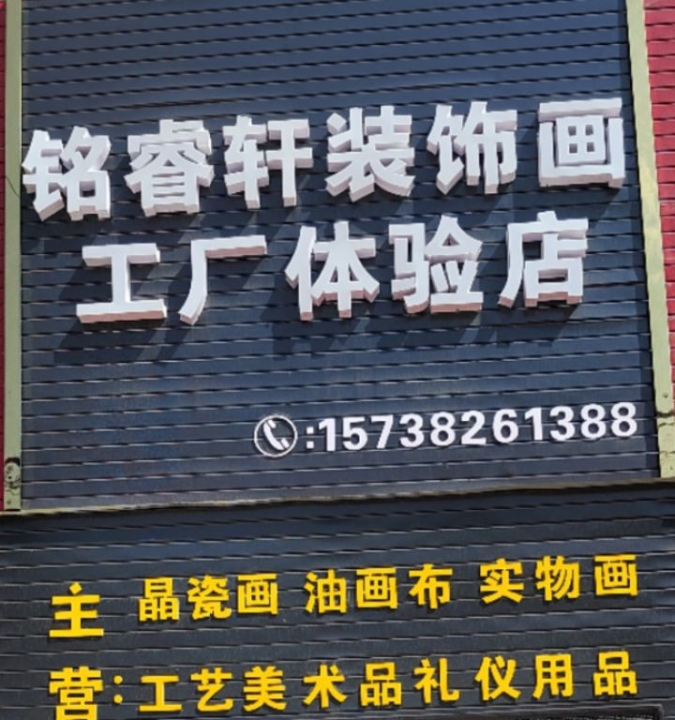 铭睿轩装饰画
工厂体验店
:15738261388
主 晶瓷画 油画布 实物画
营:工艺美术品礼仪用品